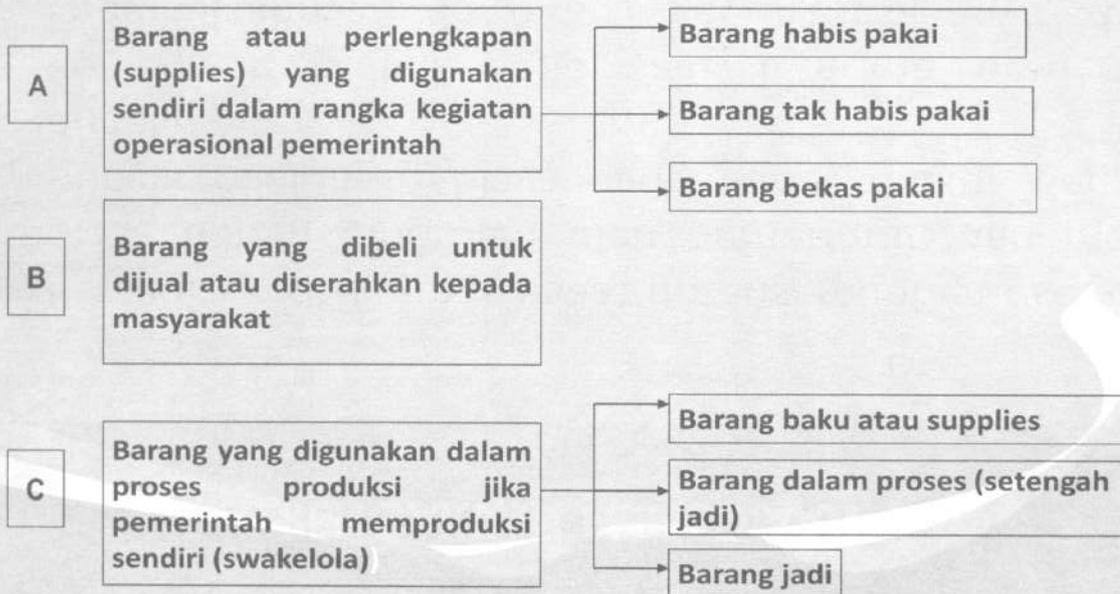 A
Barang atau perlengkapan
(supplies) yang digunakan
sendiri dalam rangka kegiatan
operasional pemerintah
Barang habis pakai
Barang tak habis pakai
Barang bekas pakai
B
Barang yang dibeli untuk
dijual atau diserahkan kepada
masyarakat
C
Barang yang digunakan dalam
proses produksi jika
pemerintah memproduksi
sendiri (swakelola)
Barang baku atau supplies
Barang dalam proses (setengah
jadi)
Barang jadi